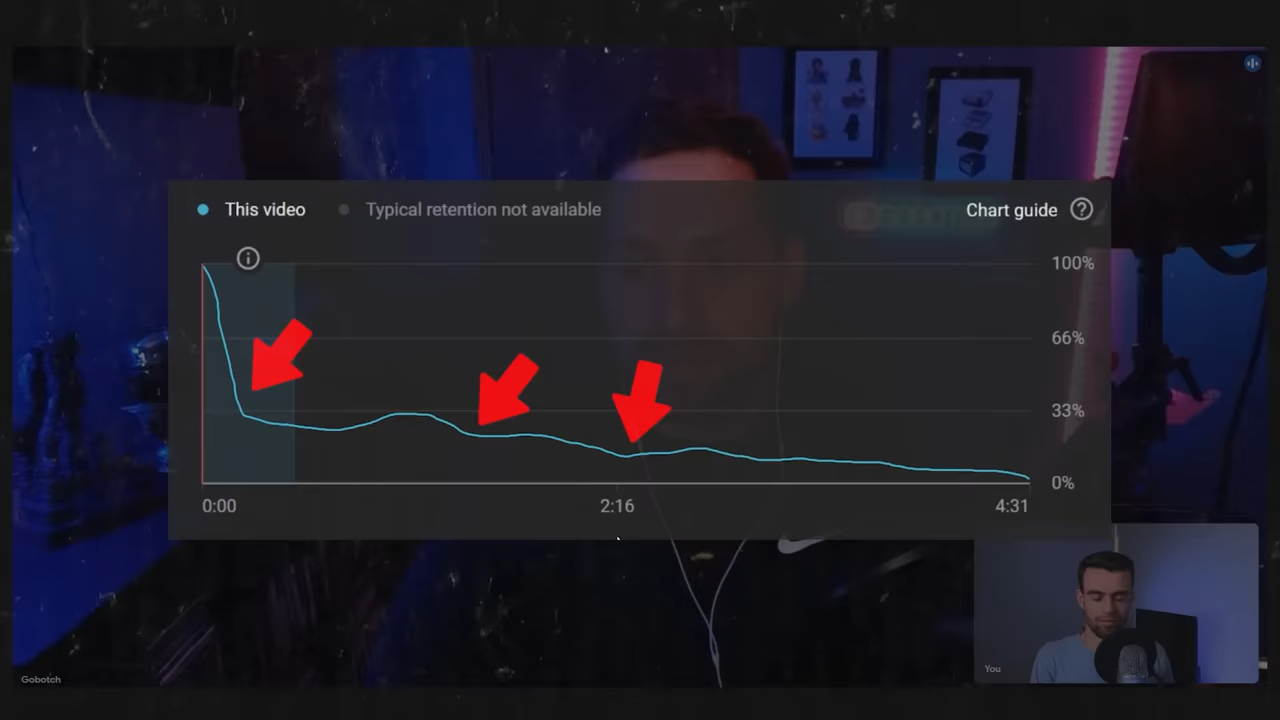 This video
Typical retention not available
Chart guide
100%
66%
33%
0%
0:00
2:16
4:31
You
Gobotch